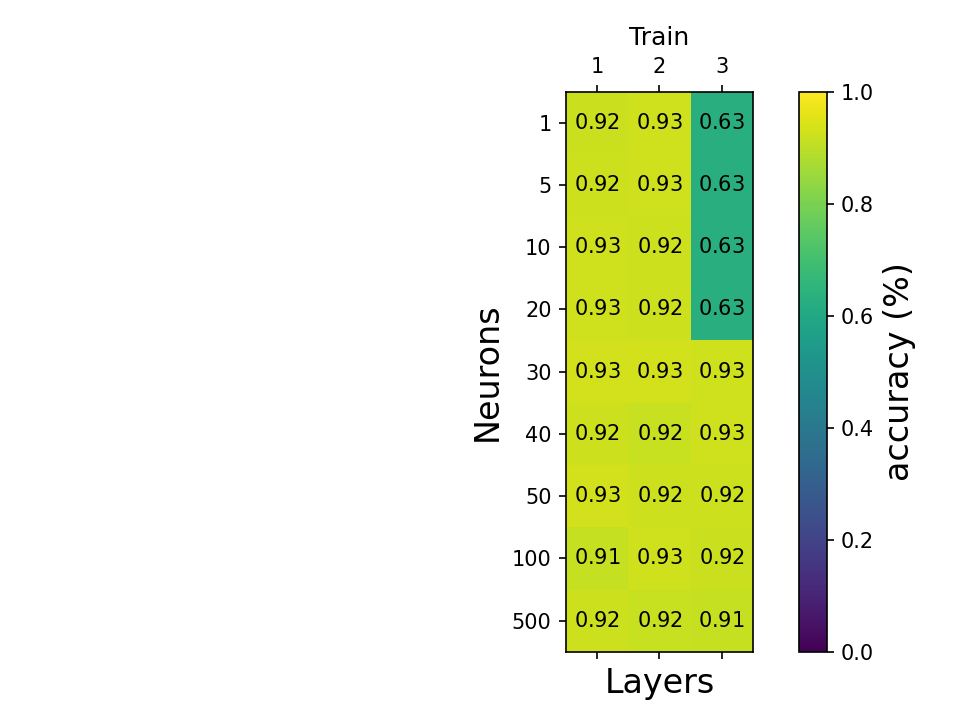 Train
1 2 3
1 0.92 0.93 0.63
5 0.92 0.93 0.63
10 0.93 0.92 0.63
20 0.93 0.92 0.63
30 0.93 0.93 0.93
40 0.92 0.92 0.93
50 0.93 0.92 0.92
100 0.91 0.93 0.92
500 0.92 0.92 0.91
Neurons
Layers
1.0
0.8
0.6
0.4
0.2
0.0
accuracy (%)